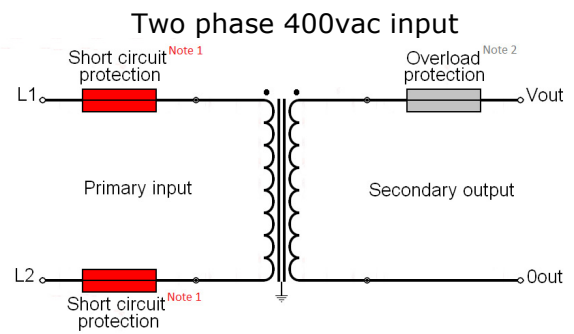 Two phase 400vac input
Short circuit Note 1
protection
Overload Note 2
protection
L1
Vout
Primary input
Secondary output
L2
0out
Short circuit Note 1
protection